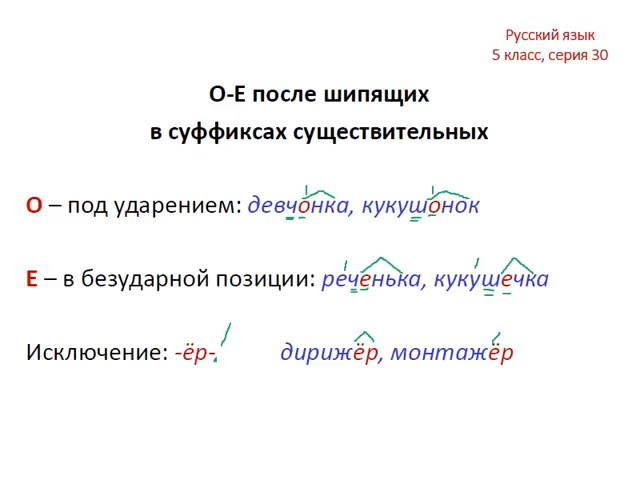 Русский язык
5 класс, серия 30
О-Е после шипящих
в суффиксах существительных
О – под ударением: девчонка, кукушонок
Е – в безударной позиции: реченька, кукушечка
Исключение: -ёр- дирижёр, монтажёр